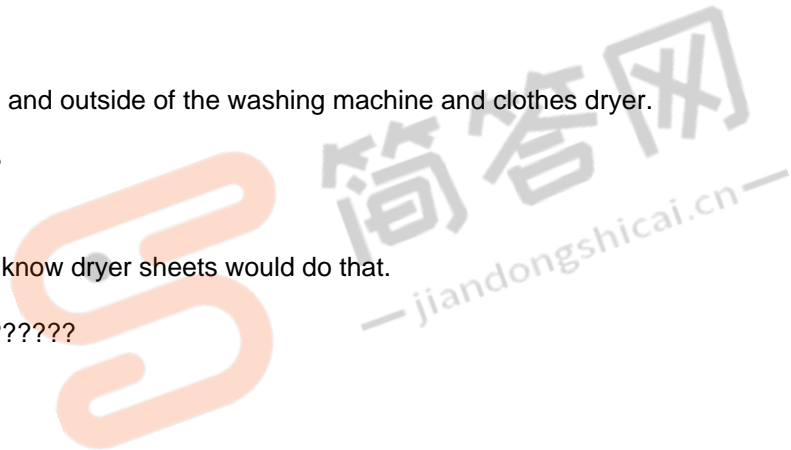 and outside of the washing machine and clothes dryer.
know dryer sheets would do that.
??????
简答网
— jiandongshicai.cn —